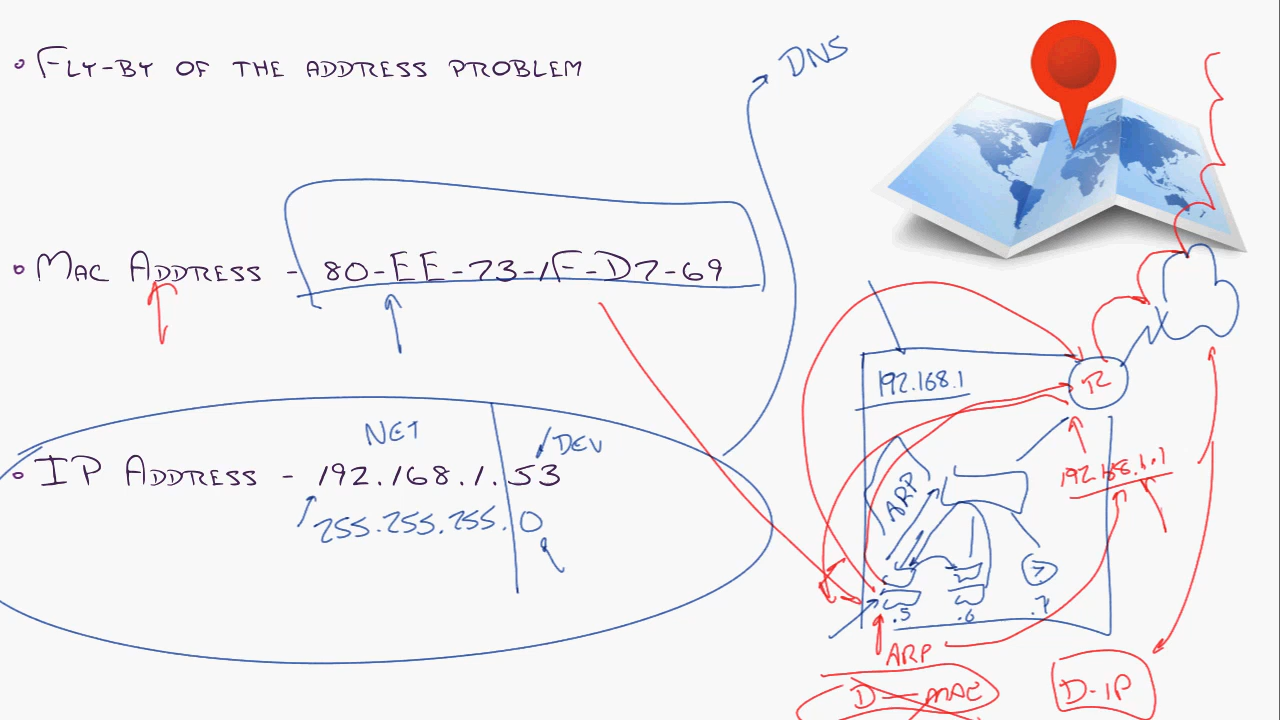 FLY-BY OF THE ADDRESS PROBLEM
DNS
MAC ADDRESS - 80-EE-73-1F-D7-69
192.168.1
R
NET
DEV
IP ADDRESS - 192.168.1.53
255.255.255.0
192.168.1.1
ARP
.5
.6
.7
ARP
D-MAC
D-IP